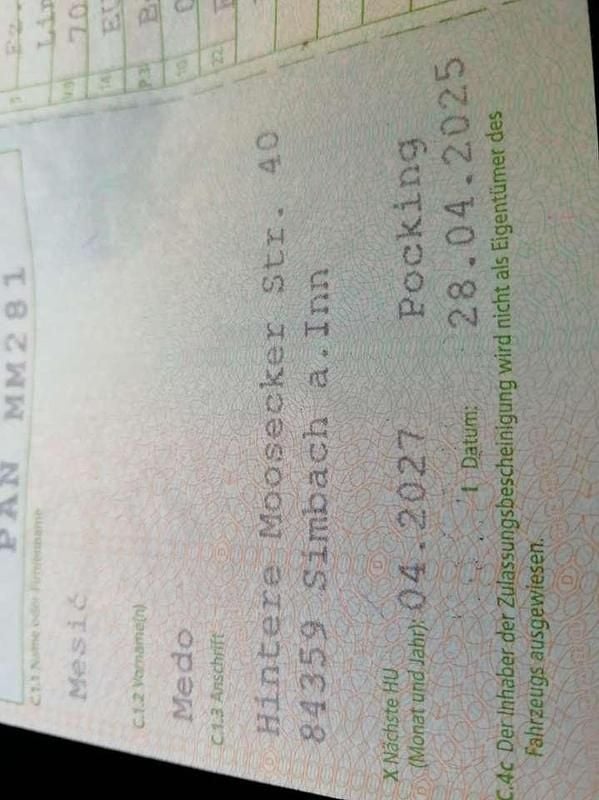 PAN MM281
C.1.1 Name oder Firmenname
Mesić
C.1.2 Vorname(n)
Medo
C.1.3 Anschrift
Hintere Moosecker Str. 40
84359 Simbach a.Inn
X Nächste HU
(Monat und Jahr): 04.2027 Pocking
I Datum: 28.04.2025
C.4c Der Inhaber der Zulassungsbescheinigung wird nicht als Eigentümer des
Fahrzeugs ausgewiesen.